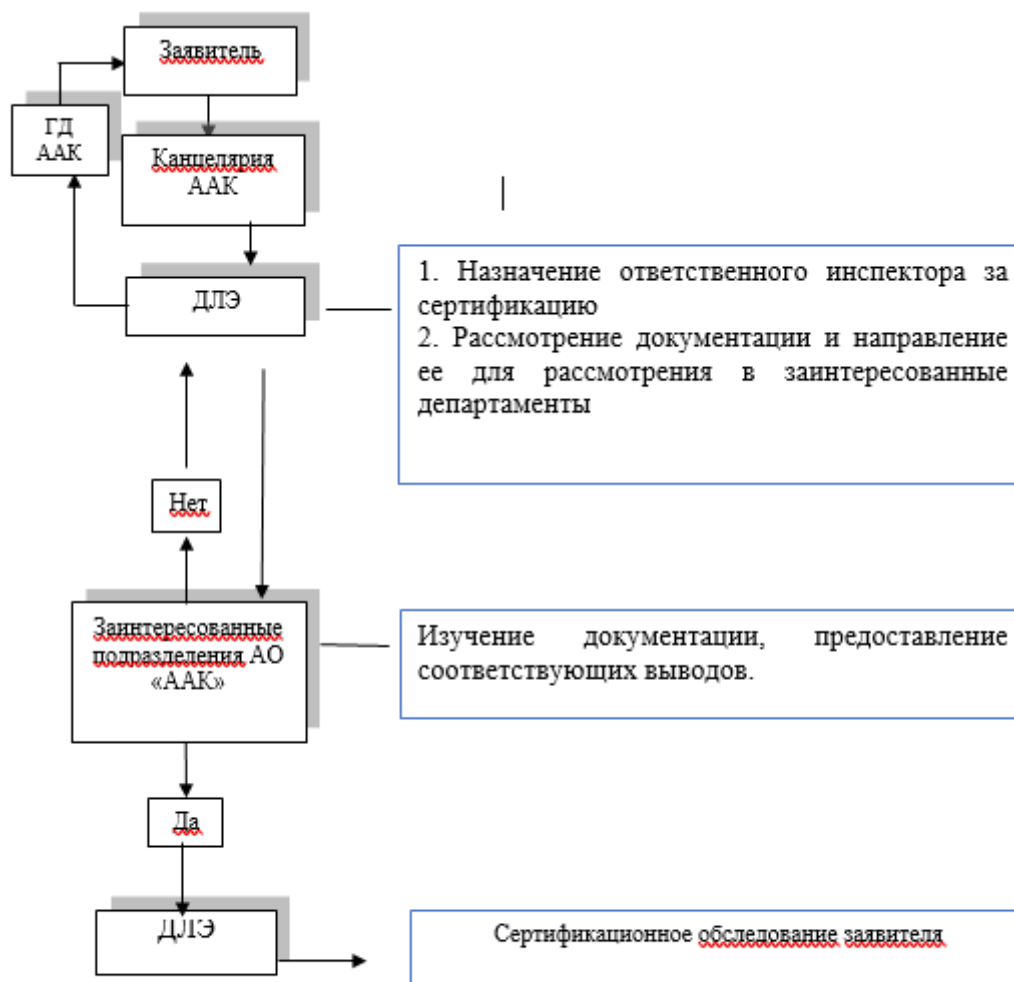 Заявитель
ГД
ААК
Канцелярия
ААК
ДЛЭ
1. Назначение ответственного инспектора за
сертификацию
2. Рассмотрение документации и направление
ее для рассмотрения в заинтересованные
департаменты
Нет
Заинтересованные
подразделения АО
«ААК»
Изучение документации, предоставление
соответствующих выводов.
Да
ДЛЭ
Сертификационное обследование заявителя